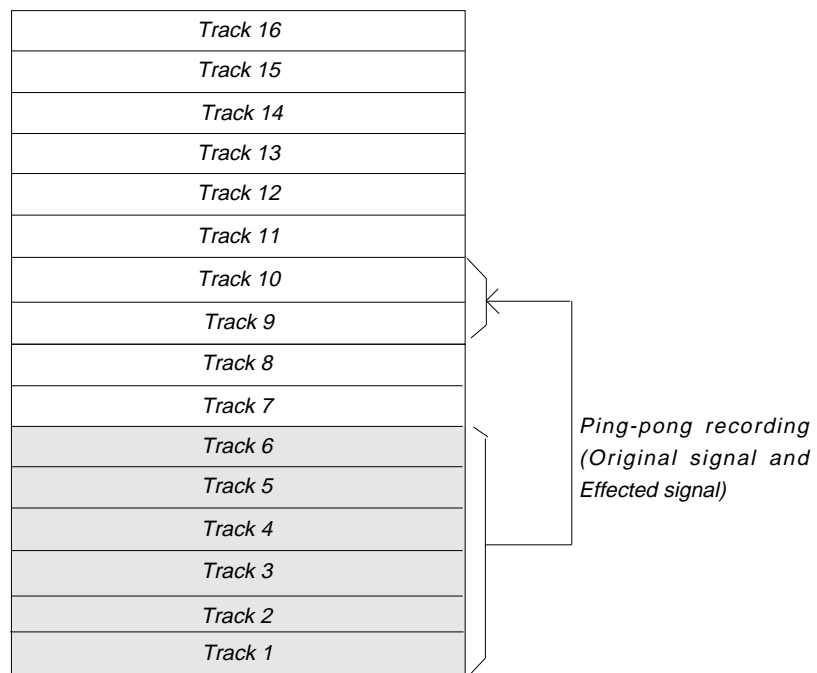 Track 16
Track 15
Track 14
Track 13
Track 12
Track 11
Track 10
Track 9
Track 8
Track 7
Track 6
Track 5
Track 4
Track 3
Track 2
Track 1
Ping-pong recording
(Original signal and
Effected signal)